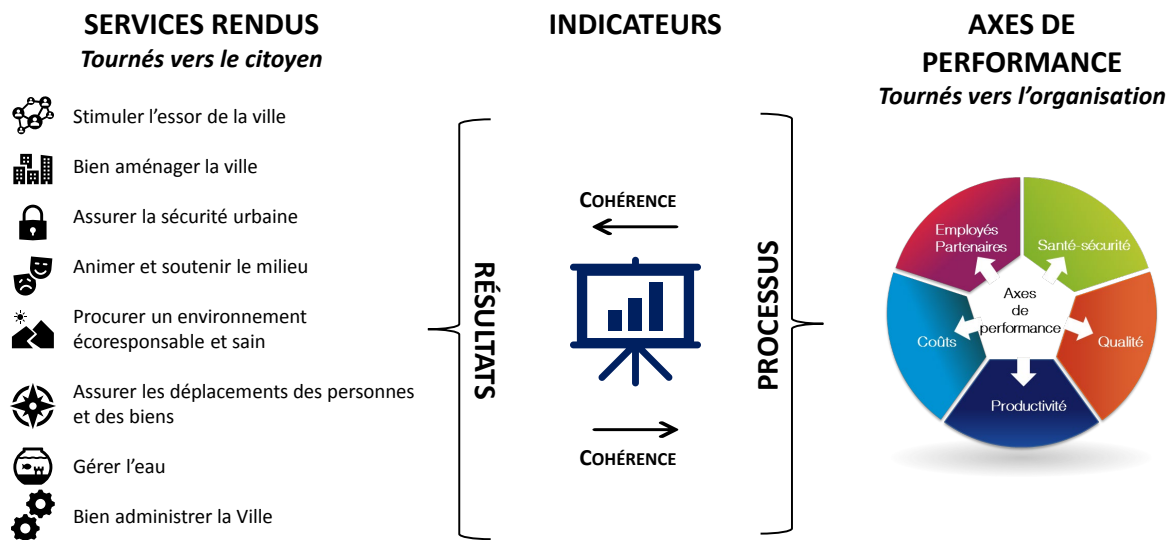 SERVICES RENDUS
Tournés vers le citoyen
Stimuler l'essor de la ville
Bien aménager la ville
Assurer la sécurité urbaine
Animer et soutenir le milieu
Procurer un environnement
écoresponsable et sain
Assurer les déplacements des personnes
et des biens
Gérer l'eau
Bien administrer la Ville
RÉSULTATS
INDICATEURS
COHÉRENCE
COHÉRENCE
PROCESSUS
AXES DE
PERFORMANCE
Tournés vers l'organisation
Employés
Partenaires
Santé-sécurité
Axes
de
performance
Coûts
Qualité
Productivité